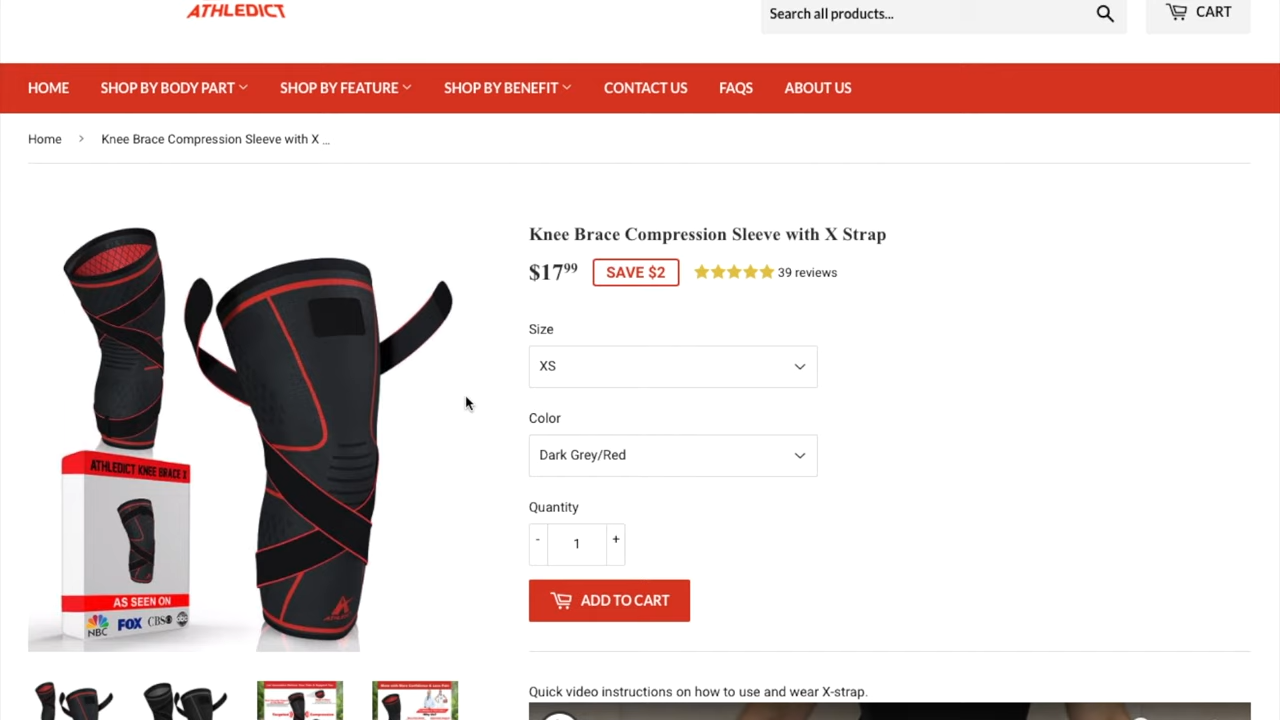 ATHLEDICT
Search all products...
CART
HOME
SHOP BY BODY PART
SHOP BY FEATURE
SHOP BY BENEFIT
CONTACT US
FAQS
ABOUT US
Home › Knee Brace Compression Sleeve with X ...
Knee Brace Compression Sleeve with X Strap
$17⁹⁹
SAVE $2
39 reviews
Size
XS
Color
Dark Grey/Red
Quantity
- 1 +
ADD TO CART
Quick video instructions on how to use and wear X-strap.
ATHLEDICT KNEE BRACE X
AS SEEN ON
NBC FOX CBS abc